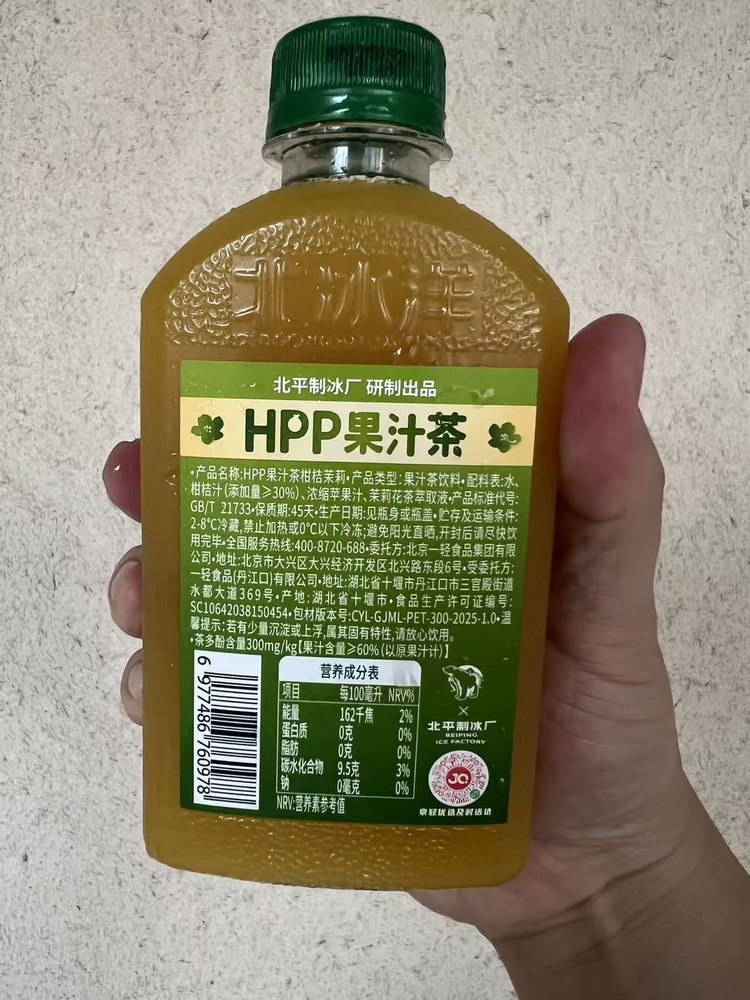 北冰洋
北平制冰厂 研制出品
HPP果汁茶
•产品名称:HPP果汁茶柑桔茉莉•产品类型:果汁茶饮料•配料表:水、
柑桔汁(添加量≥30%)、浓缩苹果汁、茉莉花茶萃取液•产品标准代号:
GB/T 21733•保质期:45天•生产日期:见瓶身或瓶盖•贮存及运输条件:
2-8°C冷藏,禁止加热或0°C以下冷冻;避免阳光直晒,开封后请尽快饮
用完毕•全国服务热线:400-8720-688•委托方:北京一轻食品集团有限
公司•地址:北京市大兴区大兴经济开发区北兴路东段6号•受委托方:
一轻食品(丹江口)有限公司•地址:湖北省十堰市丹江口市三官殿街道
水都大道369号•产地:湖北省十堰市•食品生产许可证编号:
SC10642038150454•包材版本号:CYL-GJML-PET-300-2025-1.0•温
馨提示:若有少量沉淀或上浮,属其固有特性,请放心饮用。
•茶多酚含量300mg/kg【果汁含量≥60%(以原果汁计)】
6 977486 760978
营养成分表
项目 每100毫升 NRV%
能量 162千焦 2%
蛋白质 0克 0%
脂肪 0克 0%
碳水化合物 9.5克 3%
钠 0毫克 0%
NRV:营养素参考值
×
北平制冰厂
BEIPING
ICE FACTORY
JQ
京轻优选及时送达